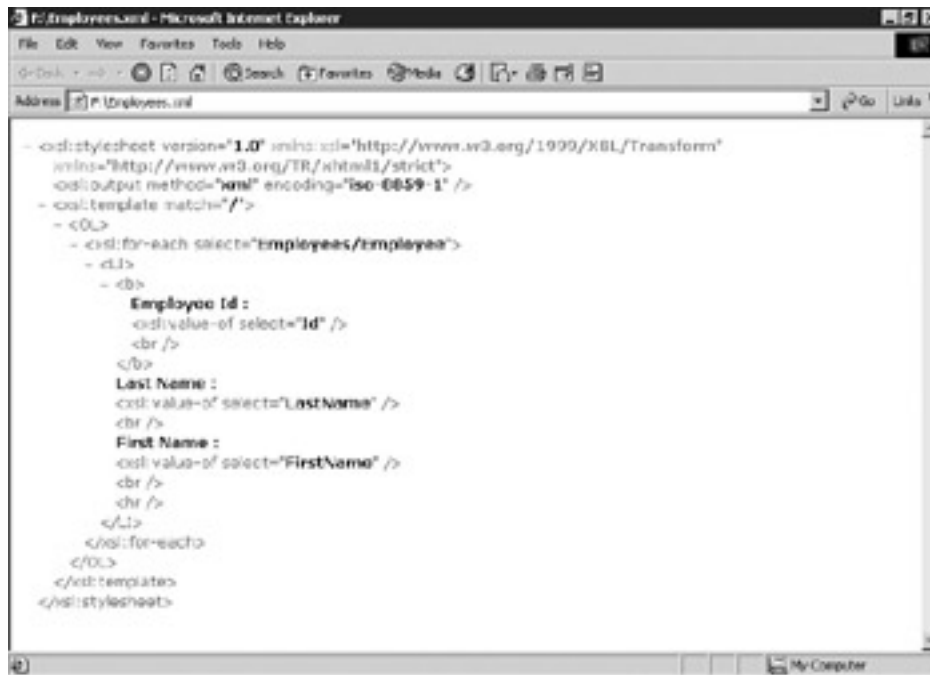 F:\Employees.xml - Microsoft Internet Explorer
File Edit View Favorites Tools Help
Back Search Favorites Media
Address F:\Employees.xml Go Links
- <xsl:stylesheet version="1.0" xmlns:xsl="http://www.w3.org/1999/XSL/Transform"
xmlns="http://www.w3.org/TR/xhtml1/strict">
<xsl:output method="xml" encoding="iso-8859-1" />
- <xsl:template match="/">
- <OL>
- <xsl:for-each select="Employees/Employee">
- <LI>
- <b>
Employee Id :
<xsl:value-of select="Id" />
<br />
</b>
Last Name :
<xsl:value-of select="LastName" />
<br />
First Name :
<xsl:value-of select="FirstName" />
<br />
<hr />
</LI>
</xsl:for-each>
</OL>
</xsl:template>
</xsl:stylesheet>
My Computer